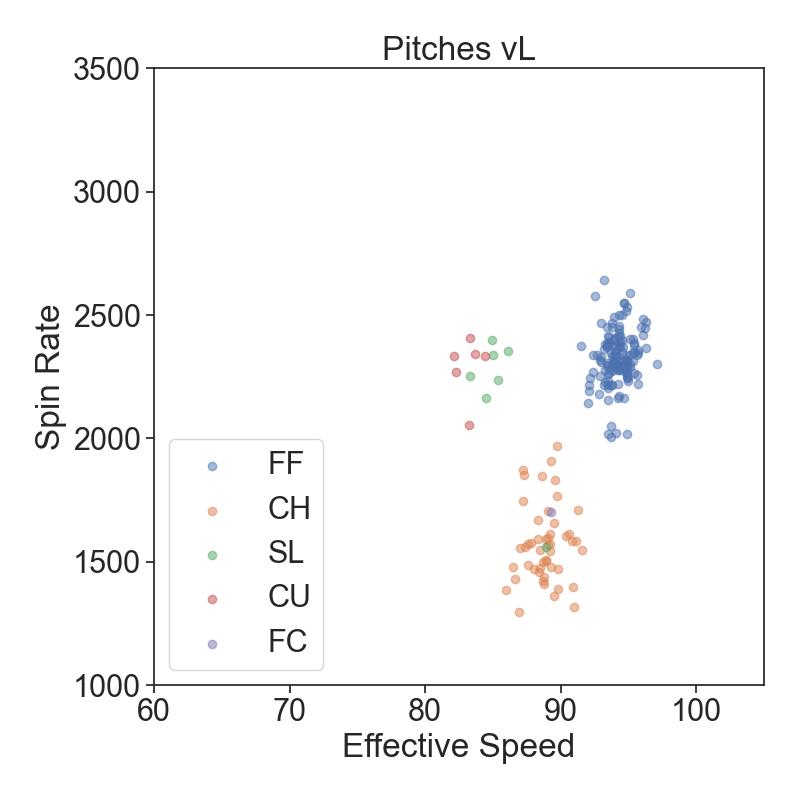 Pitches vL
3500
3000
2500
2000
1500
1000
Spin Rate
FF
CH
SL
CU
FC
60 70 80 90 100
Effective Speed